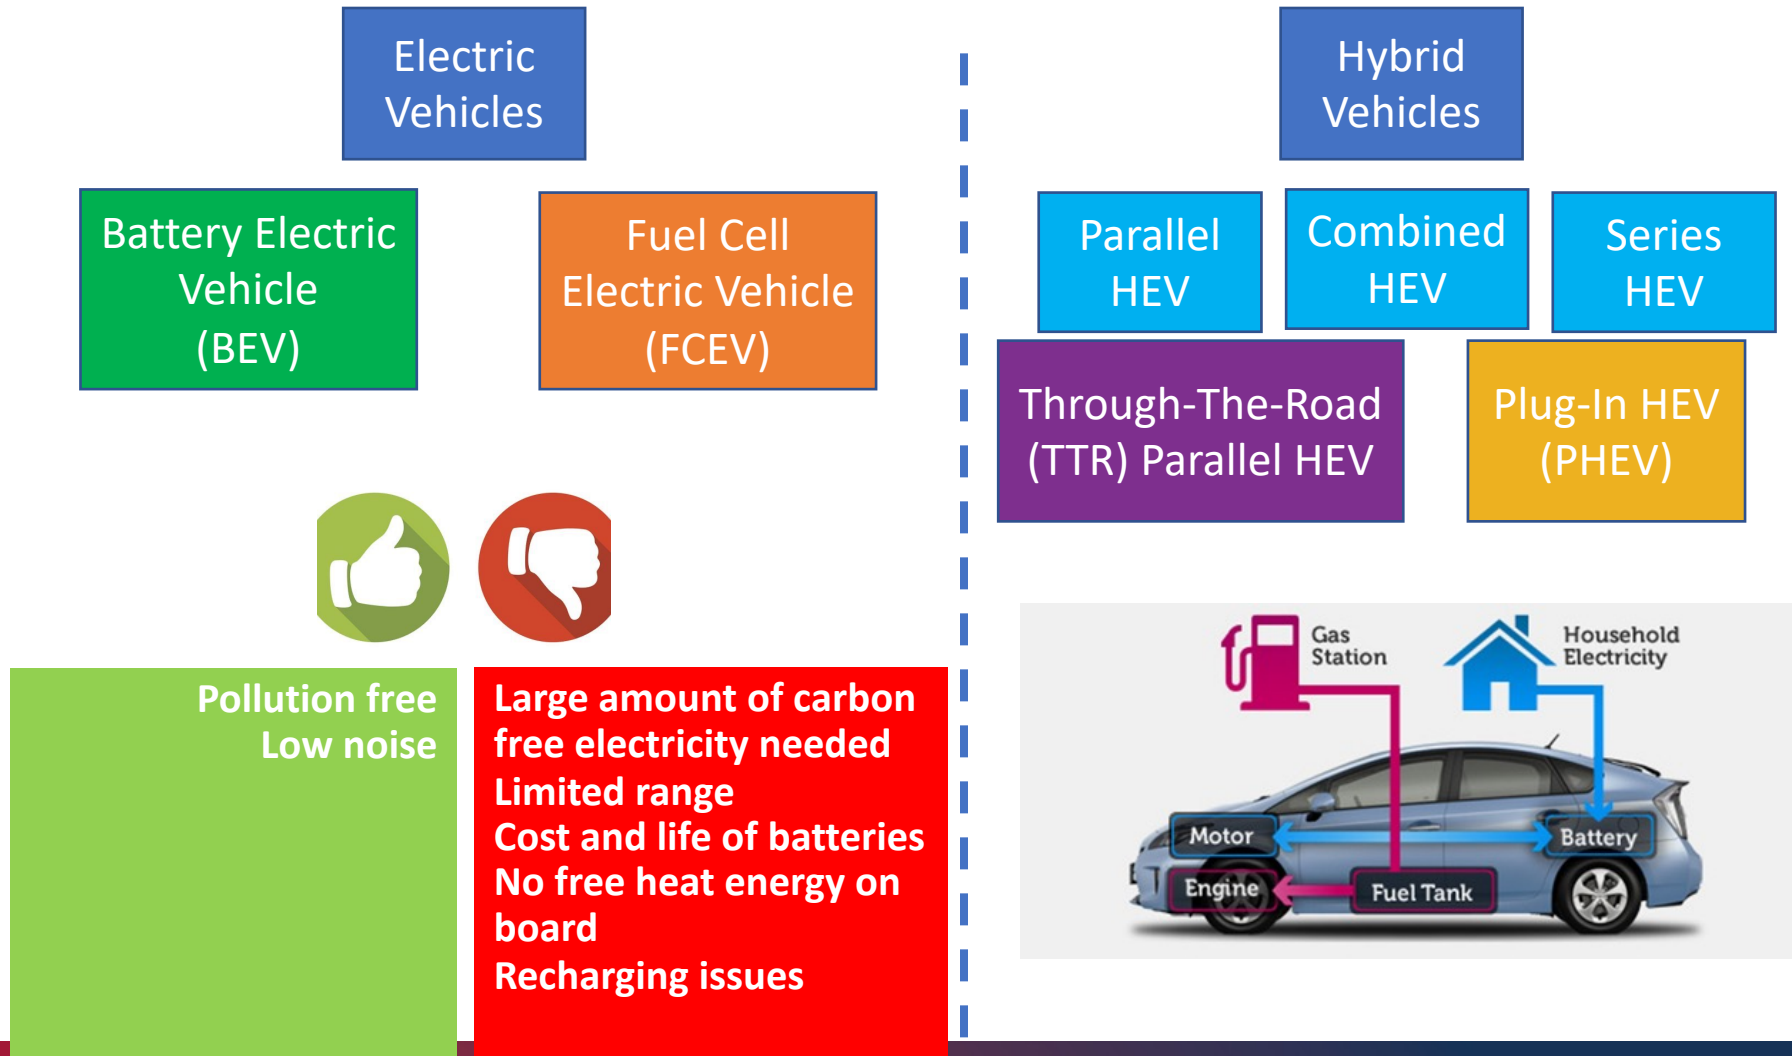 Electric
Vehicles
Battery Electric
Vehicle
(BEV)
Fuel Cell
Electric Vehicle
(FCEV)
Pollution free
Low noise
Large amount of carbon
free electricity needed
Limited range
Cost and life of batteries
No free heat energy on
board
Recharging issues
Hybrid
Vehicles
Parallel
HEV
Combined
HEV
Series
HEV
Through-The-Road
(TTR) Parallel HEV
Plug-In HEV
(PHEV)
Gas
Station
Household
Electricity
Motor
Battery
Engine
Fuel Tank